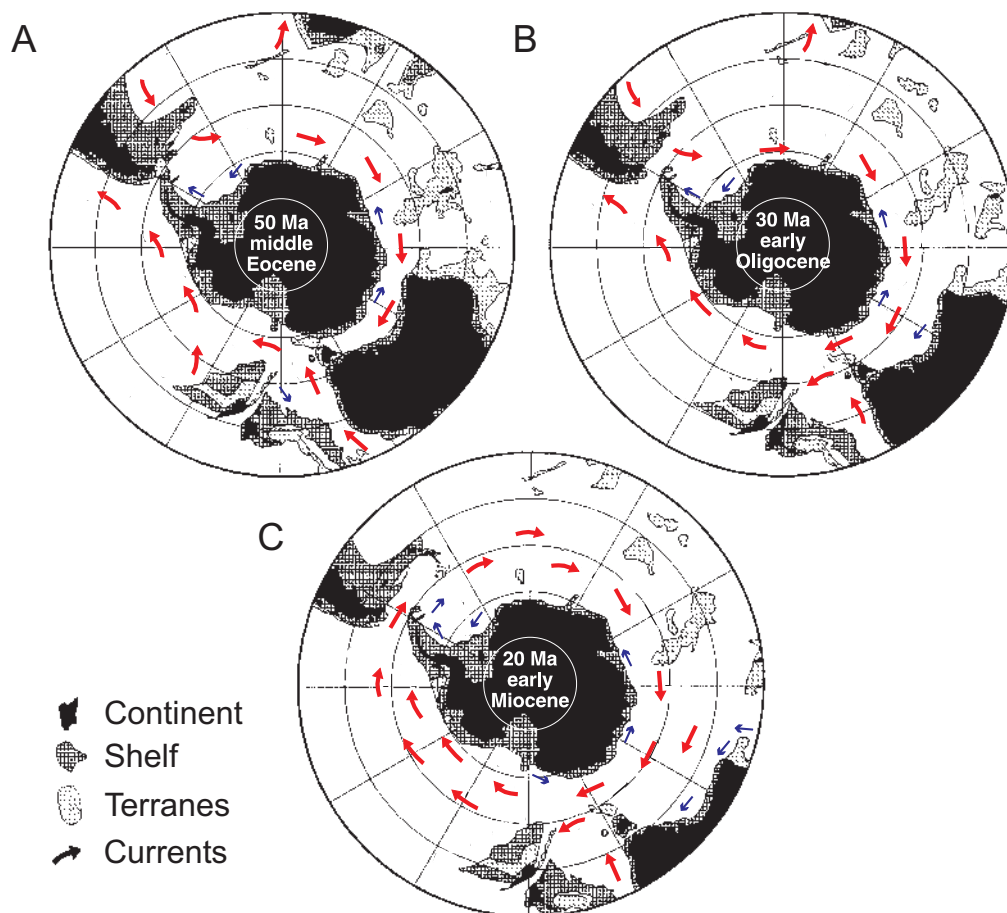 A
B
50 Ma
middle
Eocene
30 Ma
early
Oligocene
C
20 Ma
early
Miocene
Continent
Shelf
Terranes
Currents